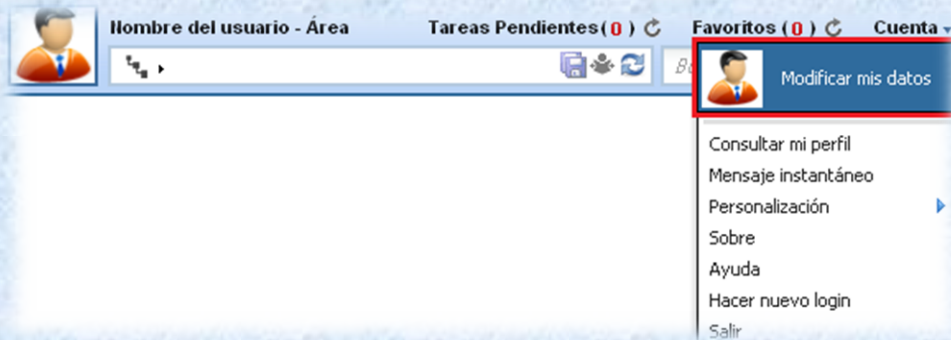 Nombre del usuario - Área Tareas Pendientes( 0 ) Favoritos ( 0 ) Cuenta
Modificar mis datos
Consultar mi perfil
Mensaje instantáneo
Personalización
Sobre
Ayuda
Hacer nuevo login
Salir